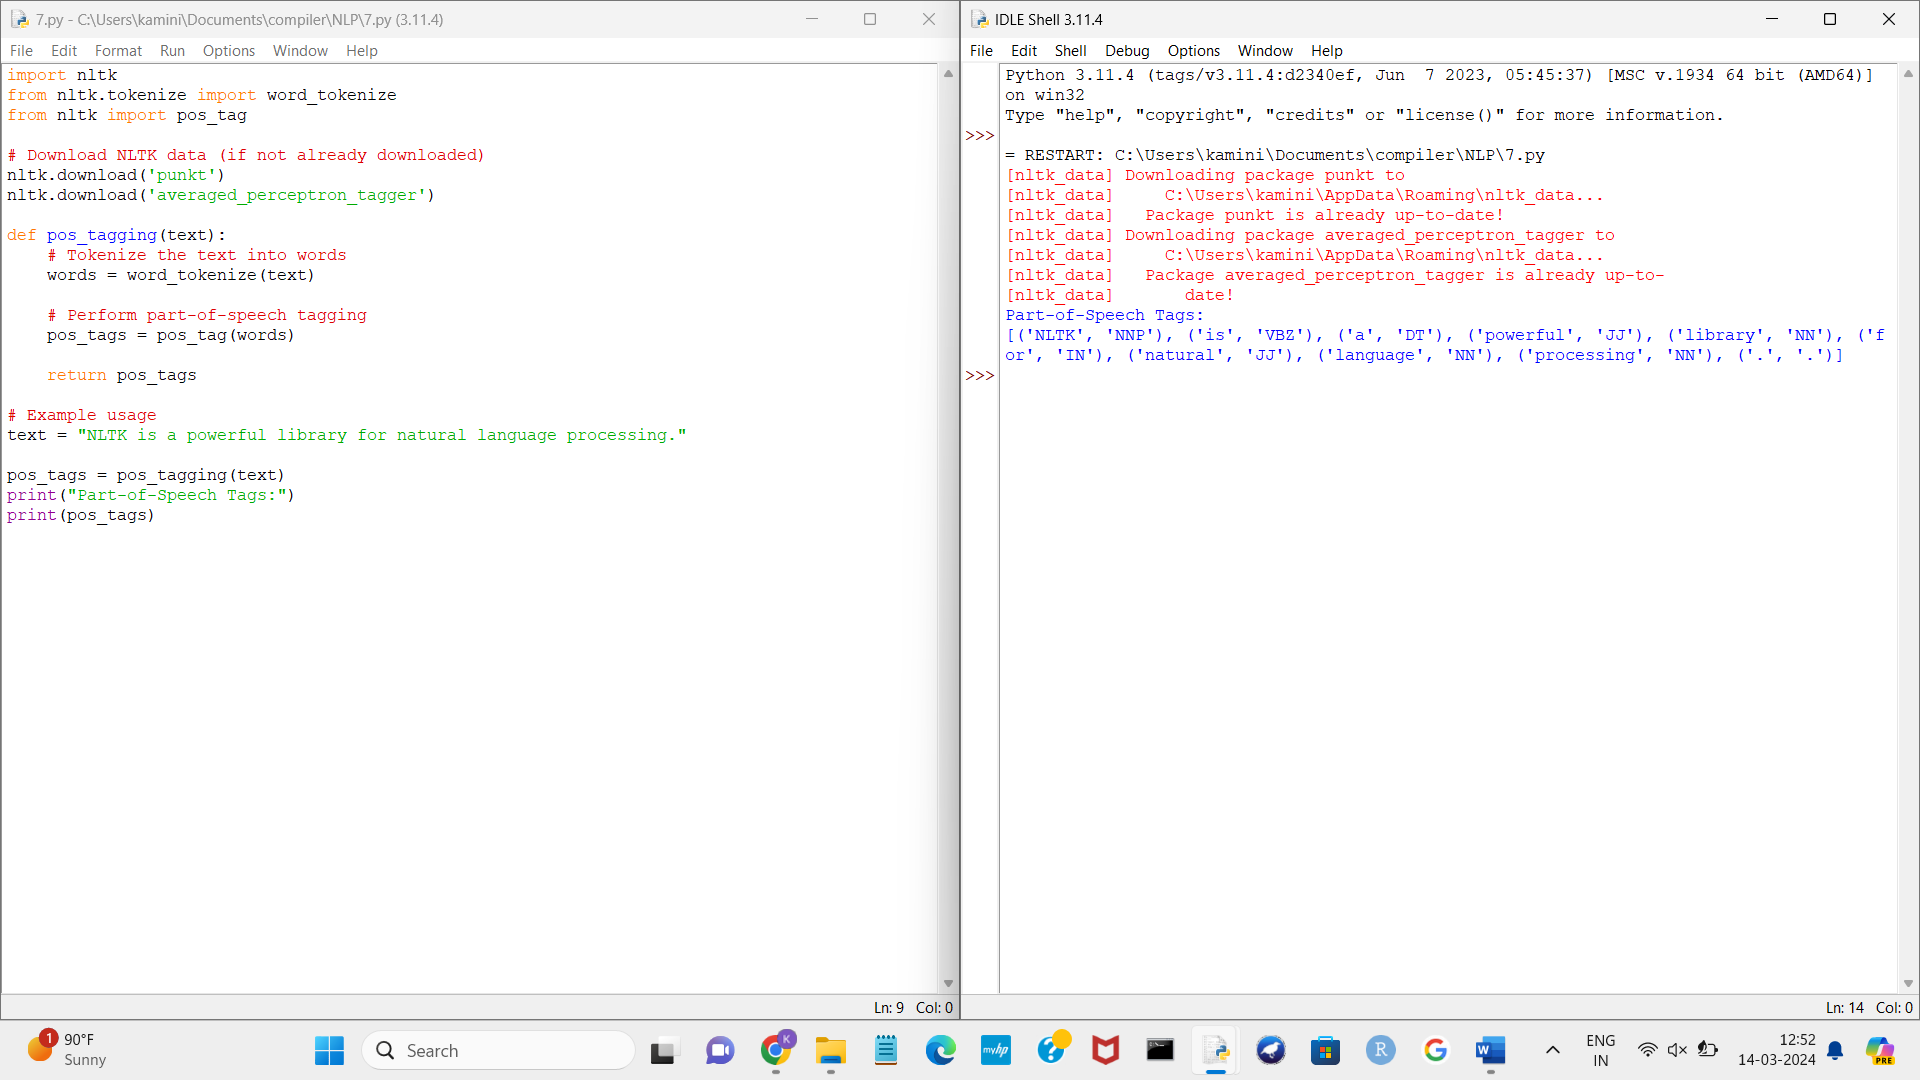 7.py - C:\Users\kamini\Documents\compiler\NLP\7.py (3.11.4)
File Edit Format Run Options Window Help
import nltk
from nltk.tokenize import word_tokenize
from nltk import pos_tag
# Download NLTK data (if not already downloaded)
nltk.download('punkt')
nltk.download('averaged_perceptron_tagger')
def pos_tagging(text):
    # Tokenize the text into words
    words = word_tokenize(text)
    # Perform part-of-speech tagging
    pos_tags = pos_tag(words)
    return pos_tags
# Example usage
text = "NLTK is a powerful library for natural language processing."
pos_tags = pos_tagging(text)
print("Part-of-Speech Tags:")
print(pos_tags)
Ln: 9 Col: 0
IDLE Shell 3.11.4
File Edit Shell Debug Options Window Help
Python 3.11.4 (tags/v3.11.4:d2340ef, Jun  7 2023, 05:45:37) [MSC v.1934 64 bit (AMD64)]
on win32
Type "help", "copyright", "credits" or "license()" for more information.
>>>
= RESTART: C:\Users\kamini\Documents\compiler\NLP\7.py
[nltk_data] Downloading package punkt to
[nltk_data]     C:\Users\kamini\AppData\Roaming\nltk_data...
[nltk_data]   Package punkt is already up-to-date!
[nltk_data] Downloading package averaged_perceptron_tagger to
[nltk_data]     C:\Users\kamini\AppData\Roaming\nltk_data...
[nltk_data]   Package averaged_perceptron_tagger is already up-to-
[nltk_data]       date!
Part-of-Speech Tags:
[('NLTK', 'NNP'), ('is', 'VBZ'), ('a', 'DT'), ('powerful', 'JJ'), ('library', 'NN'), ('f
or', 'IN'), ('natural', 'JJ'), ('language', 'NN'), ('processing', 'NN'), ('.', '.')]
>>>
Ln: 14 Col: 0
1
90°F
Sunny
Search
K
myhp
?
R
G
W
ENG
IN
12:52
14-03-2024
PRE